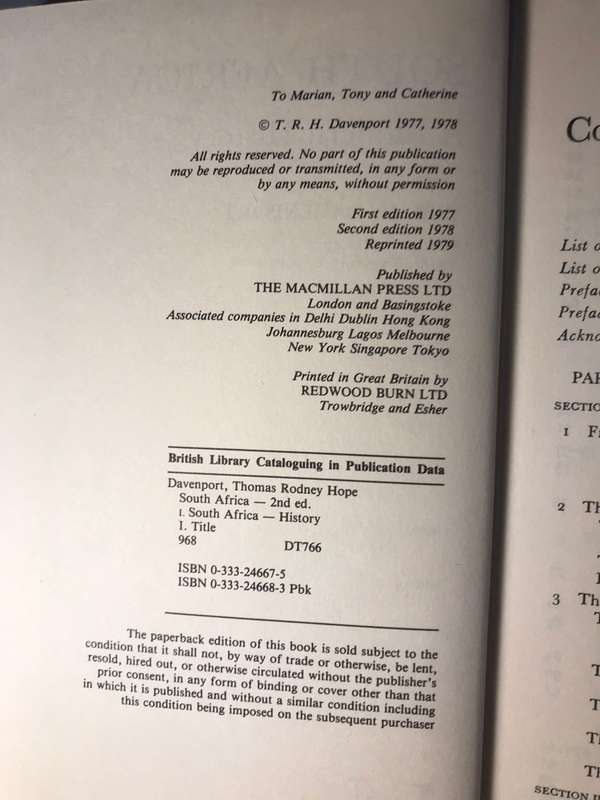 To Marian, Tony and Catherine
© T. R. H. Davenport 1977, 1978
All rights reserved. No part of this publication
may be reproduced or transmitted, in any form or
by any means, without permission
First edition 1977
Second edition 1978
Reprinted 1979
Published by
THE MACMILLAN PRESS LTD
London and Basingstoke
Associated companies in Delhi Dublin Hong Kong
Johannesburg Lagos Melbourne
New York Singapore Tokyo
Printed in Great Britain by
REDWOOD BURN LTD
Trowbridge and Esher
British Library Cataloguing in Publication Data
Davenport, Thomas Rodney Hope
South Africa — 2nd ed.
1. South Africa — History
I. Title
968 DT766
ISBN 0-333-24667-5
ISBN 0-333-24668-3 Pbk
The paperback edition of this book is sold subject to the
condition that it shall not, by way of trade or otherwise, be lent,
resold, hired out, or otherwise circulated without the publisher's
prior consent, in any form of binding or cover other than that
in which it is published and without a similar condition including
this condition being imposed on the subsequent purchaser
Co
List o
List o
Prefac
Prefac
Ackno
PAR
SECTIO
1 F
2 Th
T
3 Th
T
T
T
Th
Th
SECTION II